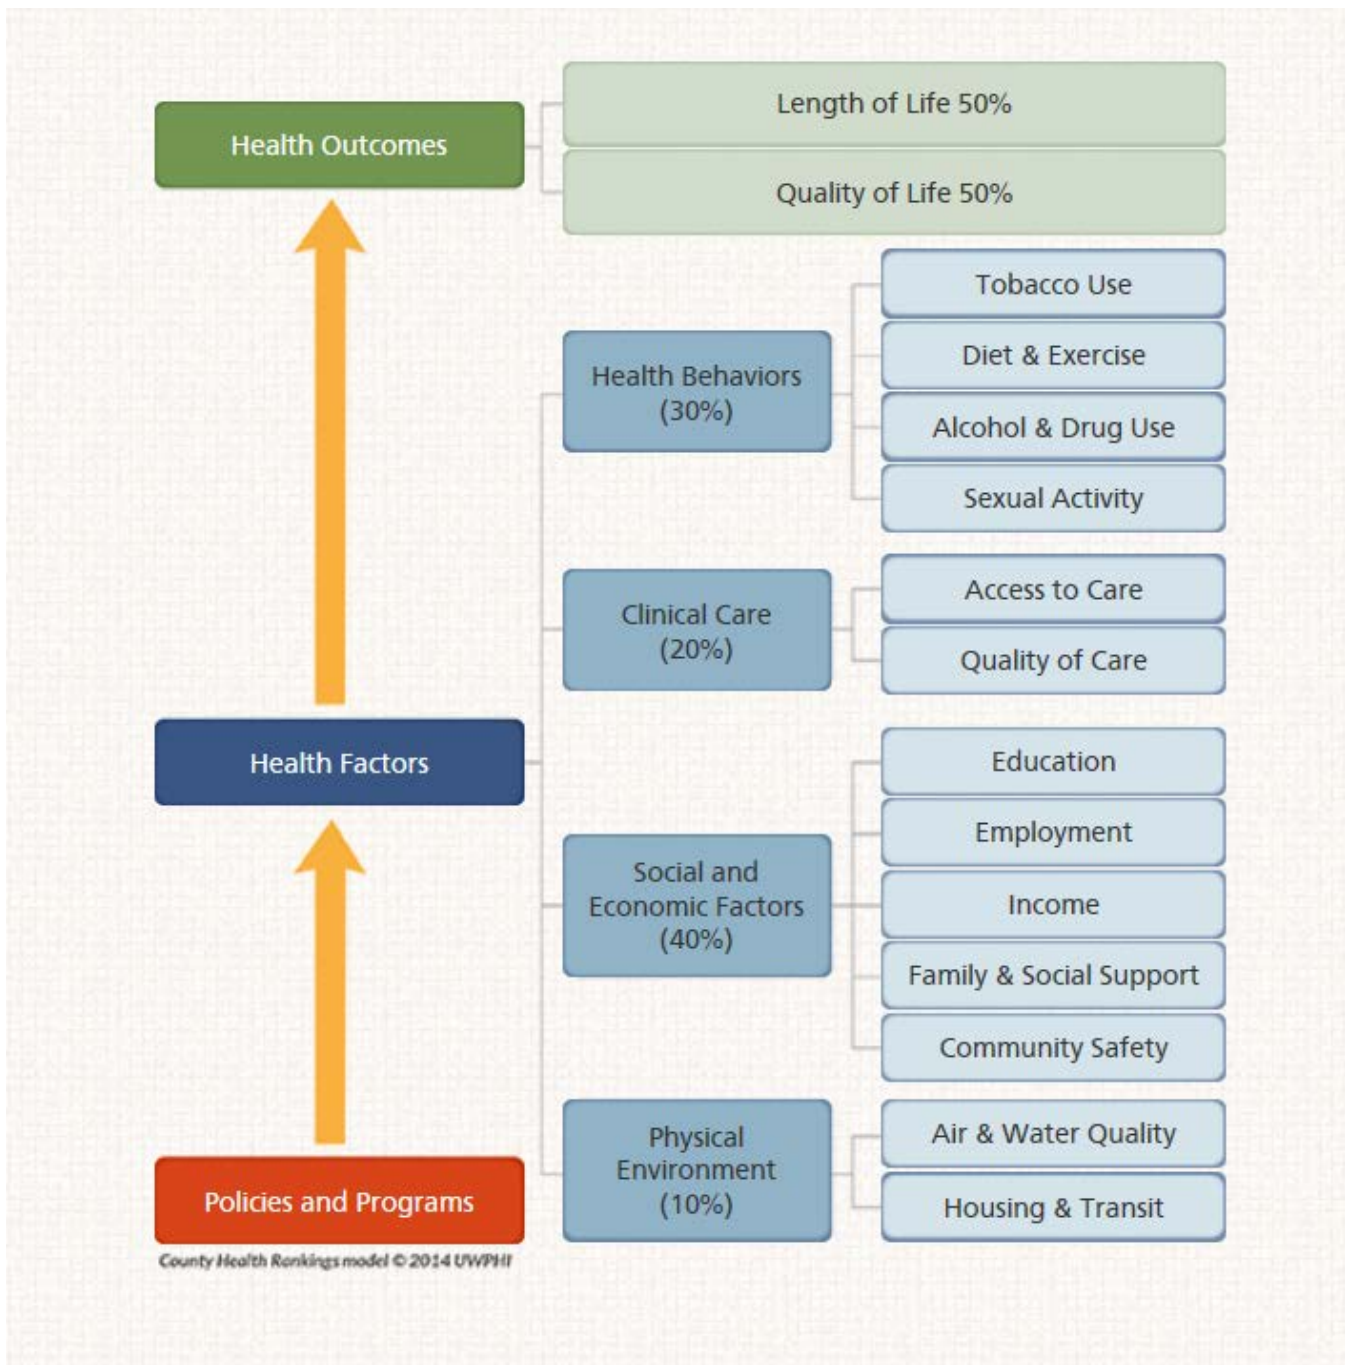 Health Outcomes
Length of Life 50%
Quality of Life 50%
Health Factors
Health Behaviors
(30%)
Tobacco Use
Diet & Exercise
Alcohol & Drug Use
Sexual Activity
Clinical Care
(20%)
Access to Care
Quality of Care
Social and
Economic Factors
(40%)
Education
Employment
Income
Family & Social Support
Community Safety
Physical
Environment
(10%)
Air & Water Quality
Housing & Transit
Policies and Programs
County Health Rankings model © 2014 UWPHI